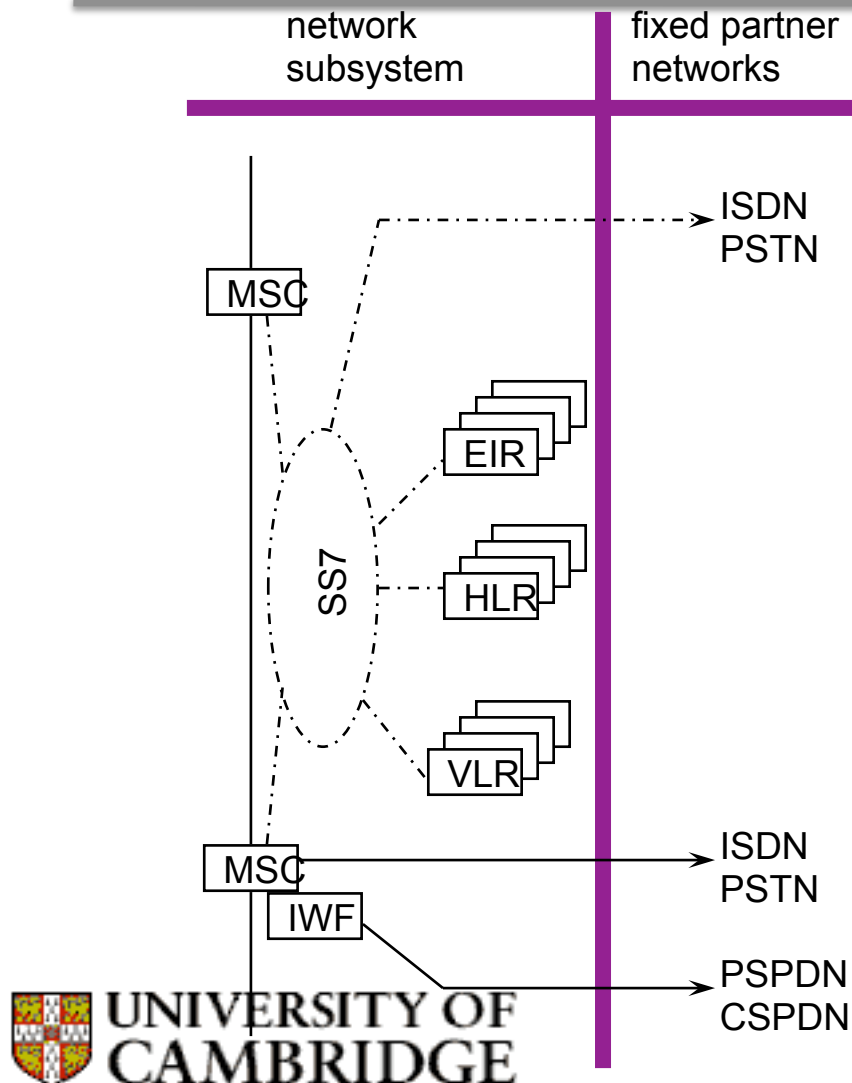 network
subsystem
fixed partner
networks
ISDN
PSTN
MSC
EIR
SS7
HLR
VLR
MSC
ISDN
PSTN
IWF
PSPDN
CSPDN
UNIVERSITY OF
CAMBRIDGE